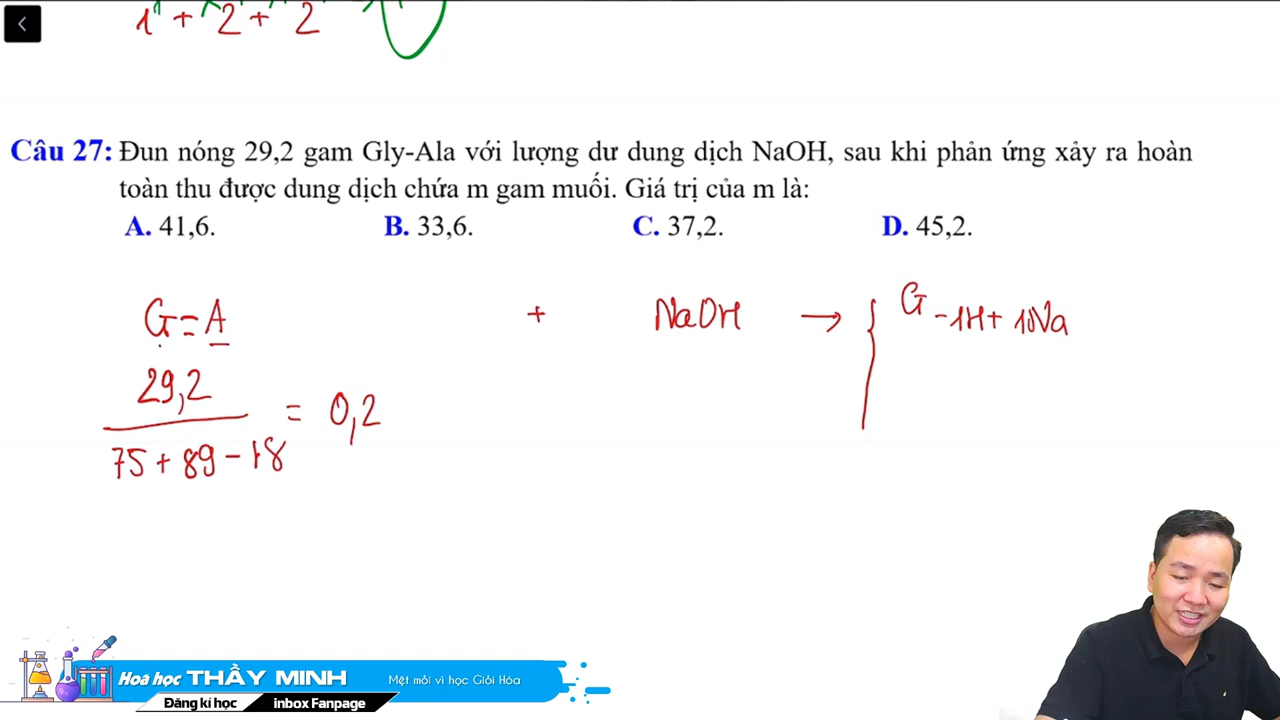 1 + 2 + 2
Câu 27: Đun nóng 29,2 gam Gly-Ala với lượng dư dung dịch NaOH, sau khi phản ứng xảy ra hoàn
toàn thu được dung dịch chứa m gam muối. Giá trị của m là:
A. 41,6. B. 33,6. C. 37,2. D. 45,2.
G = A + NaOH → { G - 1H + 1Na
29,2
= 0,2
75 + 89 - 18
Hoá học THẦY MINH
Mệt mỏi vì học Giỏi Hóa
Đăng kí học inbox Fanpage